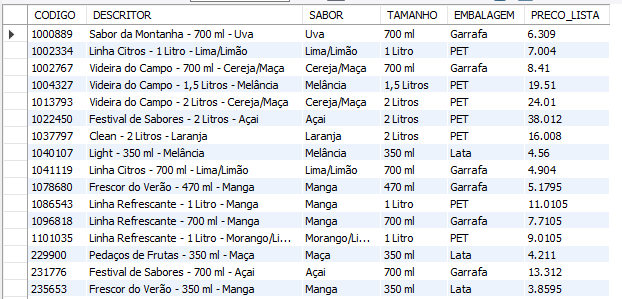 CODIGO DESCRITOR SABOR TAMANHO EMBALAGEM PRECO_LISTA
1000889 Sabor da Montanha - 700 ml - Uva Uva 700 ml Garrafa 6.309
1002334 Linha Citros - 1 Litro - Lima/Limão Lima/Limão 1 Litro PET 7.004
1002767 Videira do Campo - 700 ml - Cereja/Maça Cereja/Maça 700 ml Garrafa 8.41
1004327 Videira do Campo - 1,5 Litros - Melância Melância 1,5 Litros PET 19.51
1013793 Videira do Campo - 2 Litros - Cereja/Maça Cereja/Maça 2 Litros PET 24.01
1022450 Festival de Sabores - 2 Litros - Açai Açai 2 Litros PET 38.012
1037797 Clean - 2 Litros - Laranja Laranja 2 Litros PET 16.008
1040107 Light - 350 ml - Melância Melância 350 ml Lata 4.56
1041119 Linha Citros - 700 ml - Lima/Limão Lima/Limão 700 ml Garrafa 4.904
1078680 Frescor do Verão - 470 ml - Manga Manga 470 ml Garrafa 5.1795
1086543 Linha Refrescante - 1 Litro - Manga Manga 1 Litro PET 11.0105
1096818 Linha Refrescante - 700 ml - Manga Manga 700 ml Garrafa 7.7105
1101035 Linha Refrescante - 1 Litro - Morango/Li... Morango/Li... 1 Litro PET 9.0105
229900 Pedaços de Frutas - 350 ml - Maça Maça 350 ml Lata 4.211
231776 Festival de Sabores - 700 ml - Açai Açai 700 ml Garrafa 13.312
235653 Frescor do Verão - 350 ml - Manga Manga 350 ml Lata 3.8595